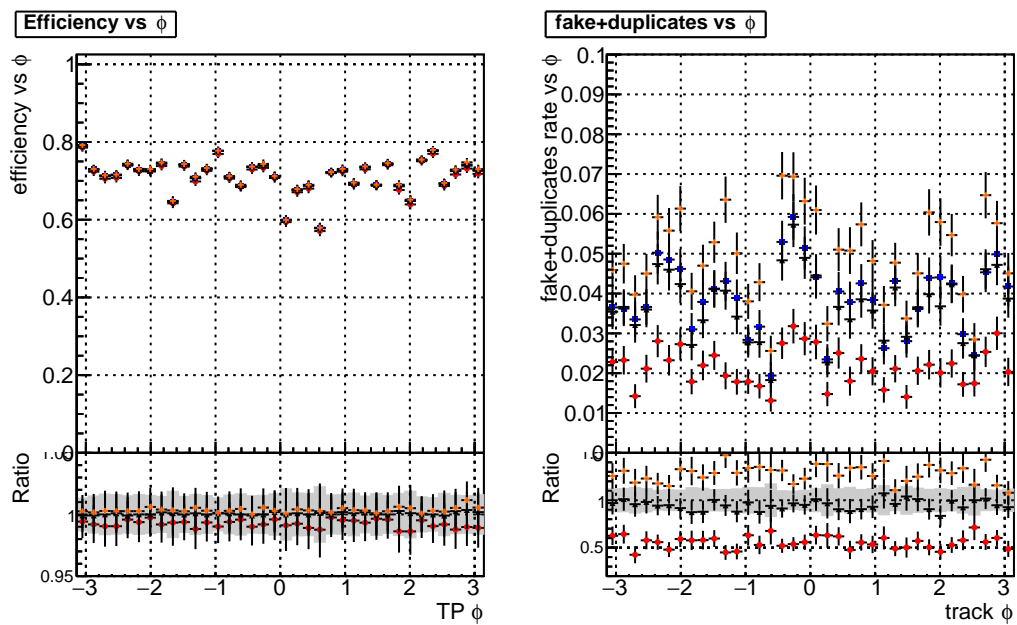 Efficiency vs ϕ
efficiency vs ϕ
1
0.8
0.6
0.4
0.2
0
Ratio
1
0.95
−3 −2 −1 0 1 2 3
TP ϕ
fake+duplicates vs ϕ
fake+duplicates rate vs ϕ
0.1
0.09
0.08
0.07
0.06
0.05
0.04
0.03
0.02
0.01
0
Ratio
1
0.5
−3 −2 −1 0 1 2 3
track ϕ